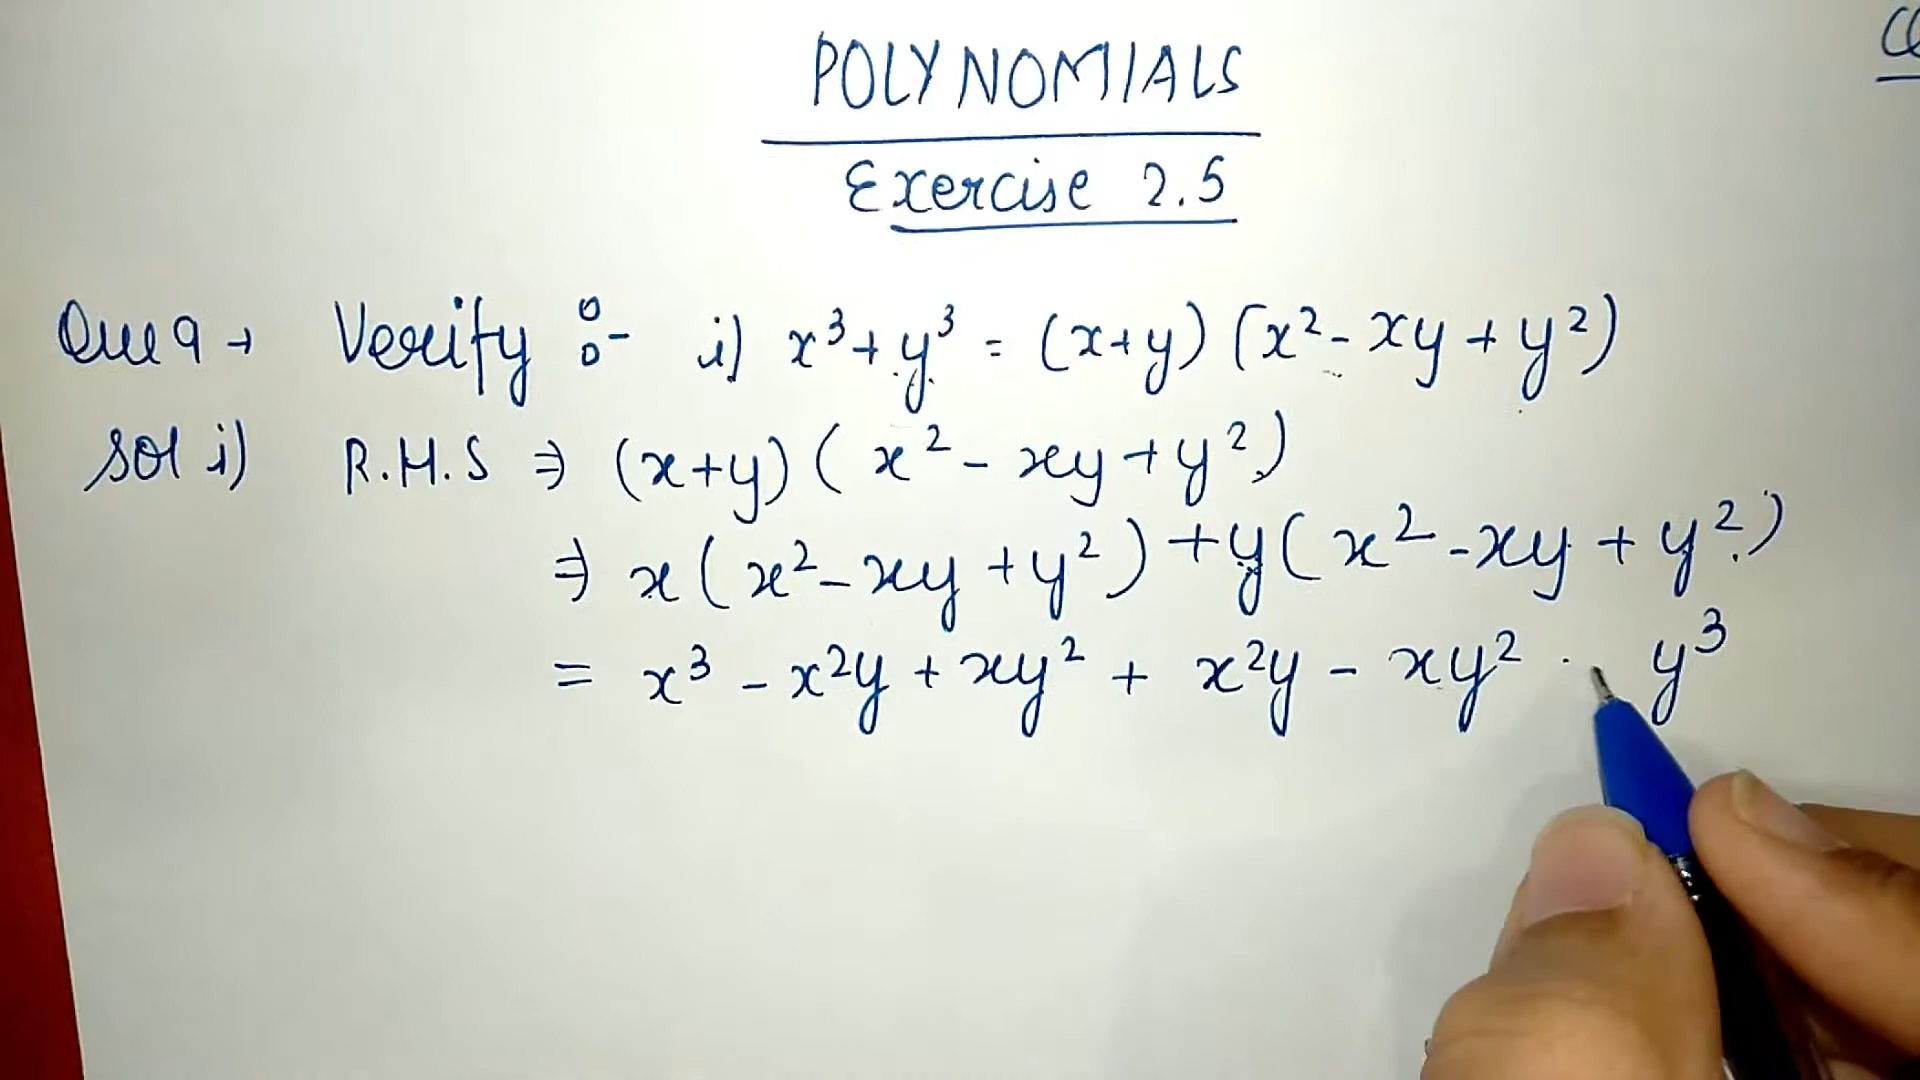 POLYNOMIALS
Exercise 2.5
Que 9 → Verify :- i) x³+y³ = (x+y) (x²-xy+y²)
sol i) R.H.S ⇒ (x+y) (x²-xy+y²)
⇒ x(x²-xy+y²)+y(x²-xy+y²)
= x³ - x²y + xy² + x²y - xy² y³